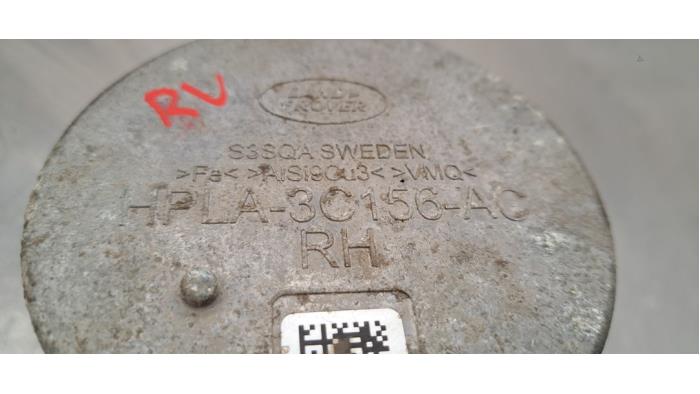 RV
LAND
ROVER
S3SQA SWEDEN
>Fe< >AlSi9Cu3< >VMQ<
HPLA-3C156-AC
RH